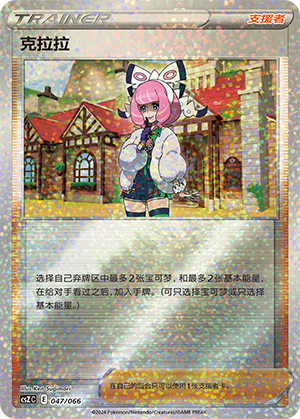 TRAINER
支援者
克拉拉
选择自己弃牌区中最多2张宝可梦,和最多2张基本能量,
在给对手看过之后,加入手牌。(可只选择宝可梦或只选择基
本能量。)
Illus. Ken Sugimori
csZC E 047/066
在自己的回合只可以使用1张支援者卡。
©2024 Pokémon/Nintendo/Creatures/GAME FREAK